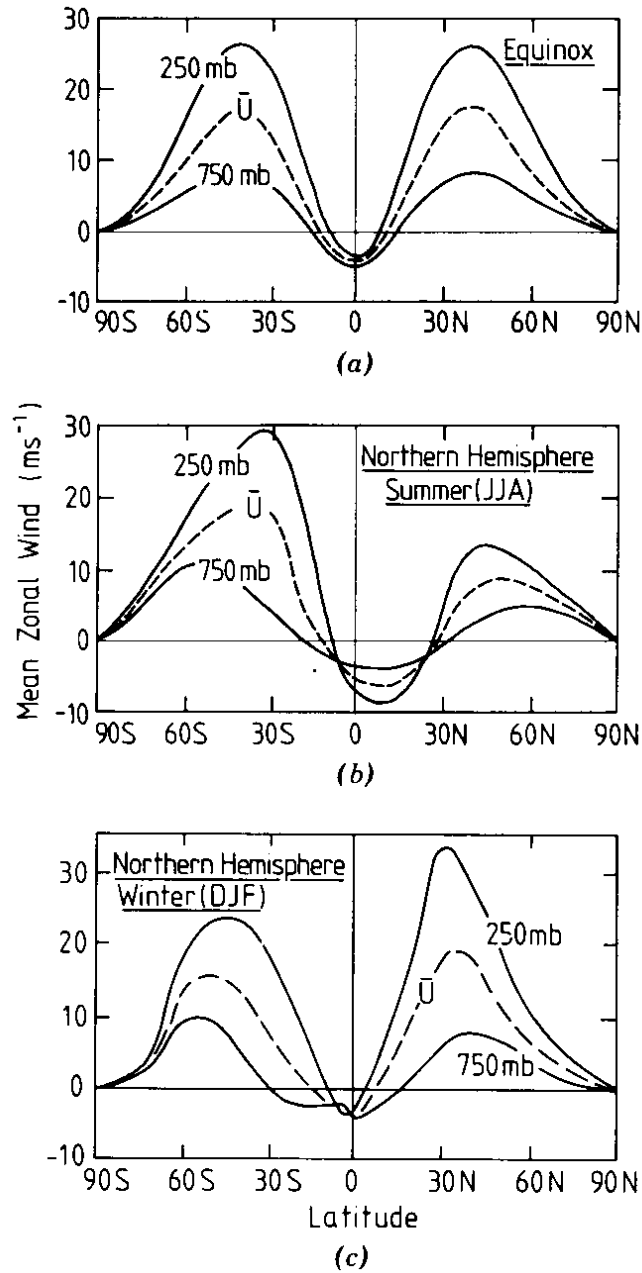 30
20
10
0
-10
250 mb
Ū
750 mb
Equinox
90S 60S 30S 0 30N 60N 90N
(a)
Mean Zonal Wind (ms⁻¹)
30
20
10
0
-10
250 mb
Ū
750 mb
Northern Hemisphere
Summer(JJA)
90S 60S 30S 0 30N 60N 90N
(b)
30
20
10
0
-10
Northern Hemisphere
Winter(DJF)
250mb
Ū
750mb
90S 60S 30S 0 30N 60N 90N
Latitude
(c)